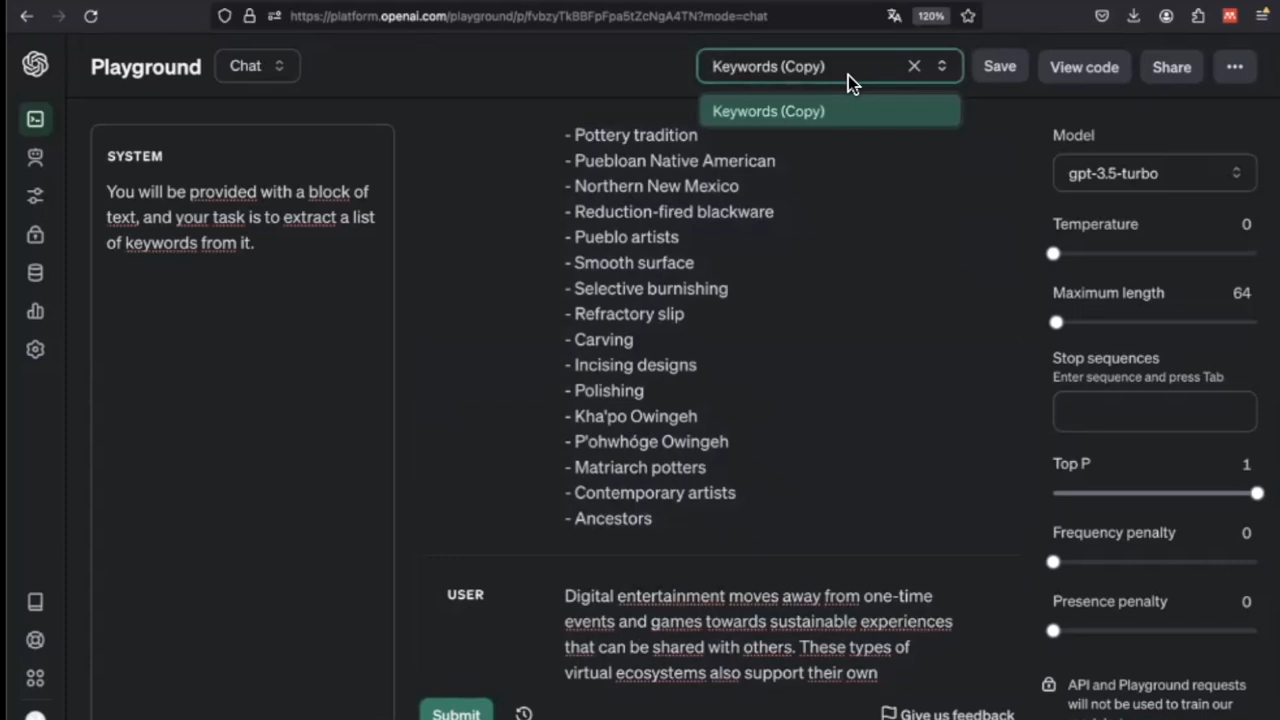 https://platform.openai.com/playground/p/fvbzyTkBBFpFpa5tZcNgA4TN?mode=chat
120%
Playground
Chat
Keywords (Copy)
Save
View code
Share
Keywords (Copy)
SYSTEM
You will be provided with a block of
text, and your task is to extract a list
of keywords from it.
- Pottery tradition
- Puebloan Native American
- Northern New Mexico
- Reduction-fired blackware
- Pueblo artists
- Smooth surface
- Selective burnishing
- Refractory slip
- Carving
- Incising designs
- Polishing
- Kha'po Owingeh
- P'ohwhóge Owingeh
- Matriarch potters
- Contemporary artists
- Ancestors
USER
Digital entertainment moves away from one-time
events and games towards sustainable experiences
that can be shared with others. These types of
virtual ecosystems also support their own
Submit
Give us feedback
Model
gpt-3.5-turbo
Temperature 0
Maximum length 64
Stop sequences
Enter sequence and press Tab
Top P 1
Frequency penalty 0
Presence penalty 0
API and Playground requests
will not be used to train our